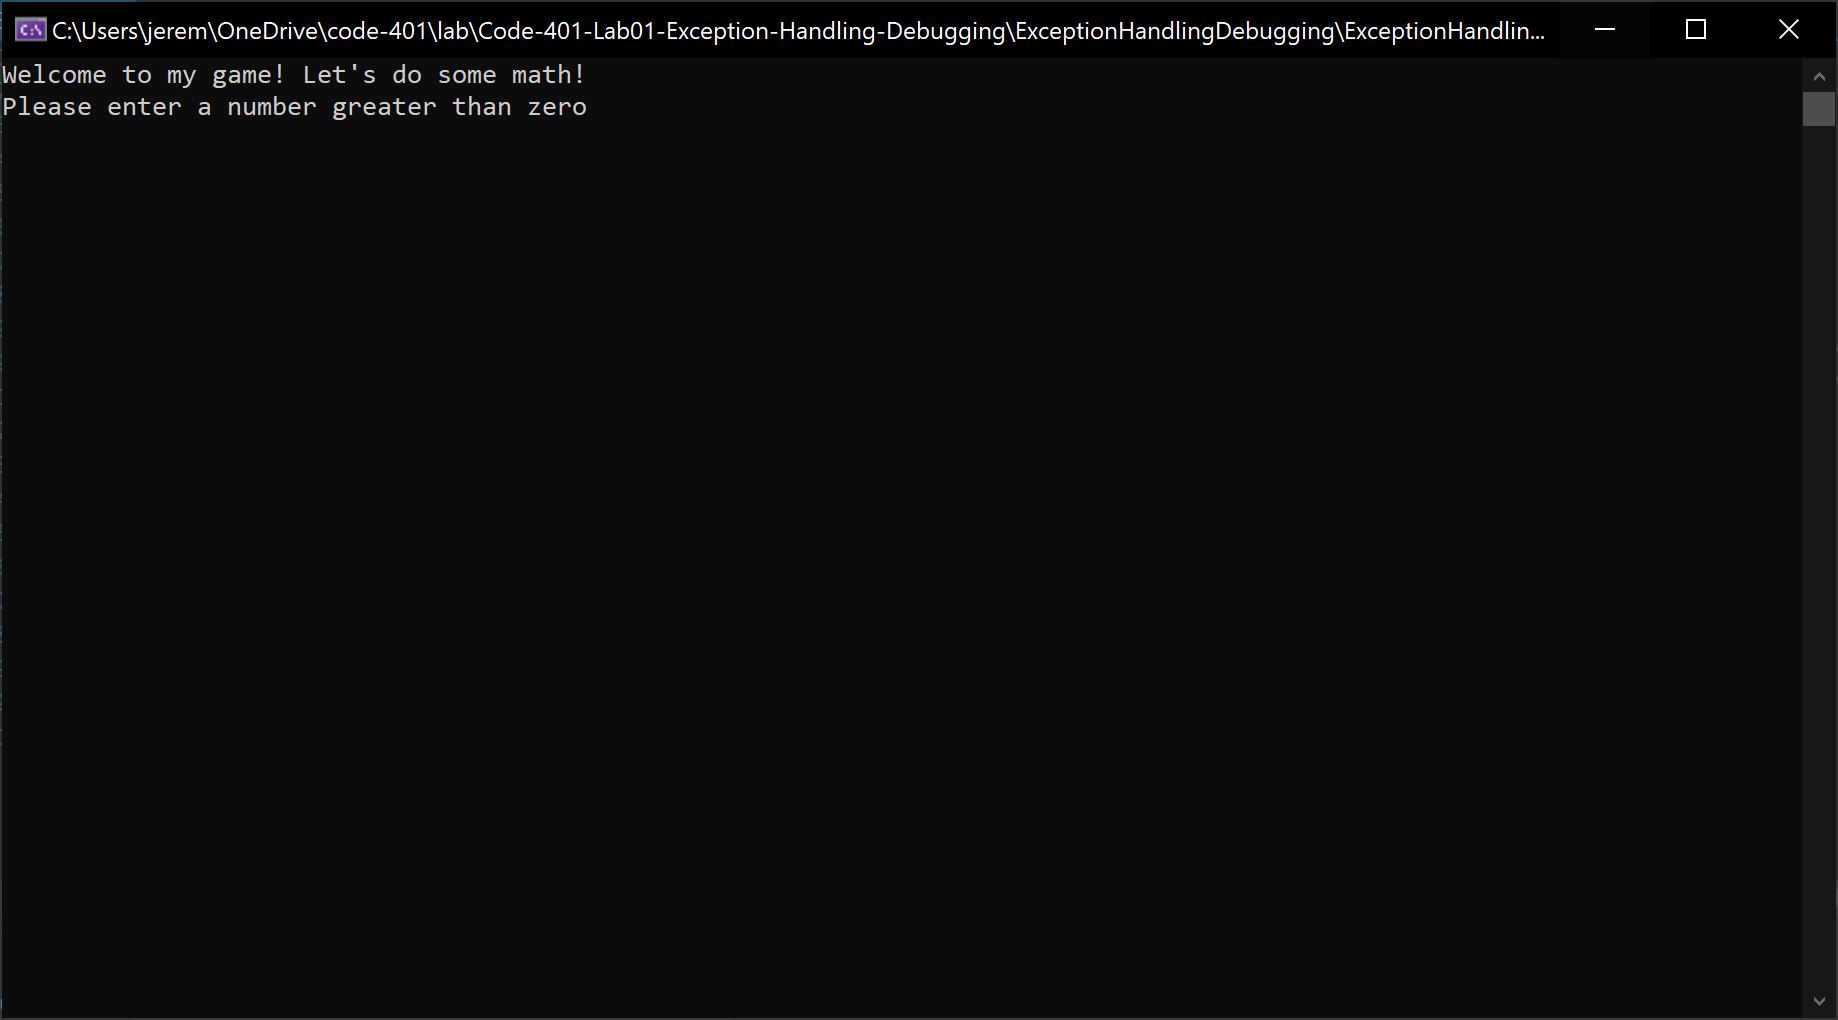 C:\Users\jerem\OneDrive\code-401\lab\Code-401-Lab01-Exception-Handling-Debugging\ExceptionHandlingDebugging\ExceptionHandlin...
Welcome to my game! Let's do some math!
Please enter a number greater than zero